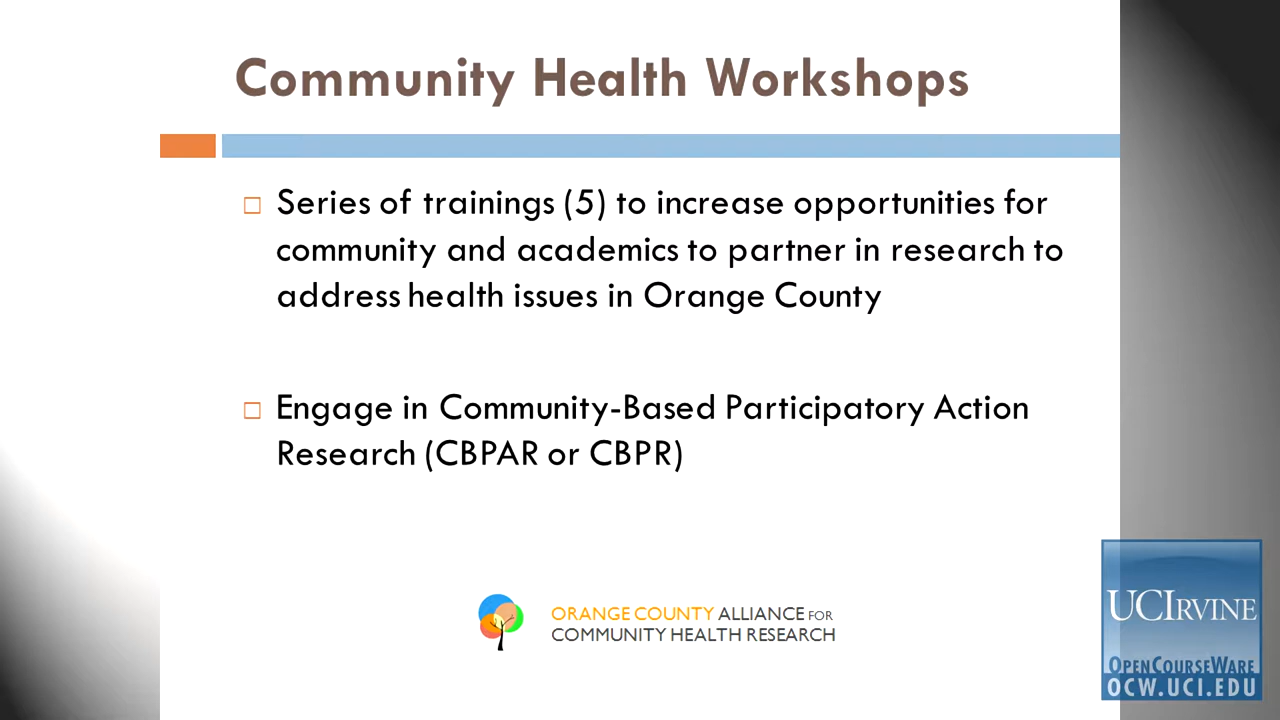 Community Health Workshops
Series of trainings (5) to increase opportunities for
community and academics to partner in research to
address health issues in Orange County
Engage in Community-Based Participatory Action
Research (CBPAR or CBPR)
ORANGE COUNTY ALLIANCE FOR
COMMUNITY HEALTH RESEARCH
UCIRVINE
OPENCOURSEWARE
OCW.UCI.EDU